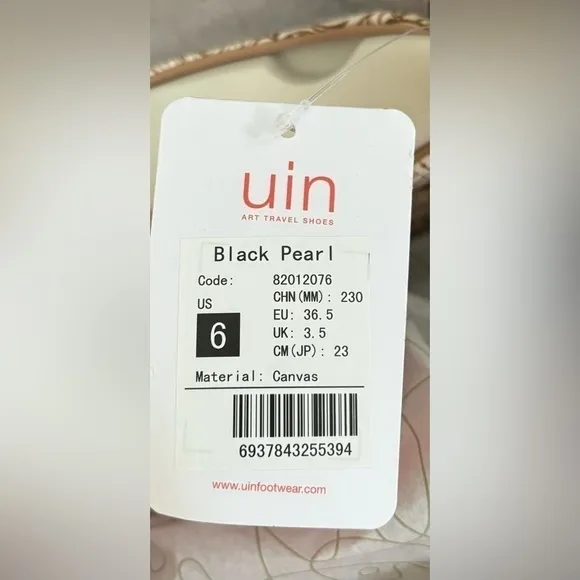 uin
ART TRAVEL SHOES
Black Pearl
Code: 82012076
US
6
CHN(MM): 230
EU: 36.5
UK: 3.5
CM(JP): 23
Material: Canvas
6937843255394
www.uinfootwear.com